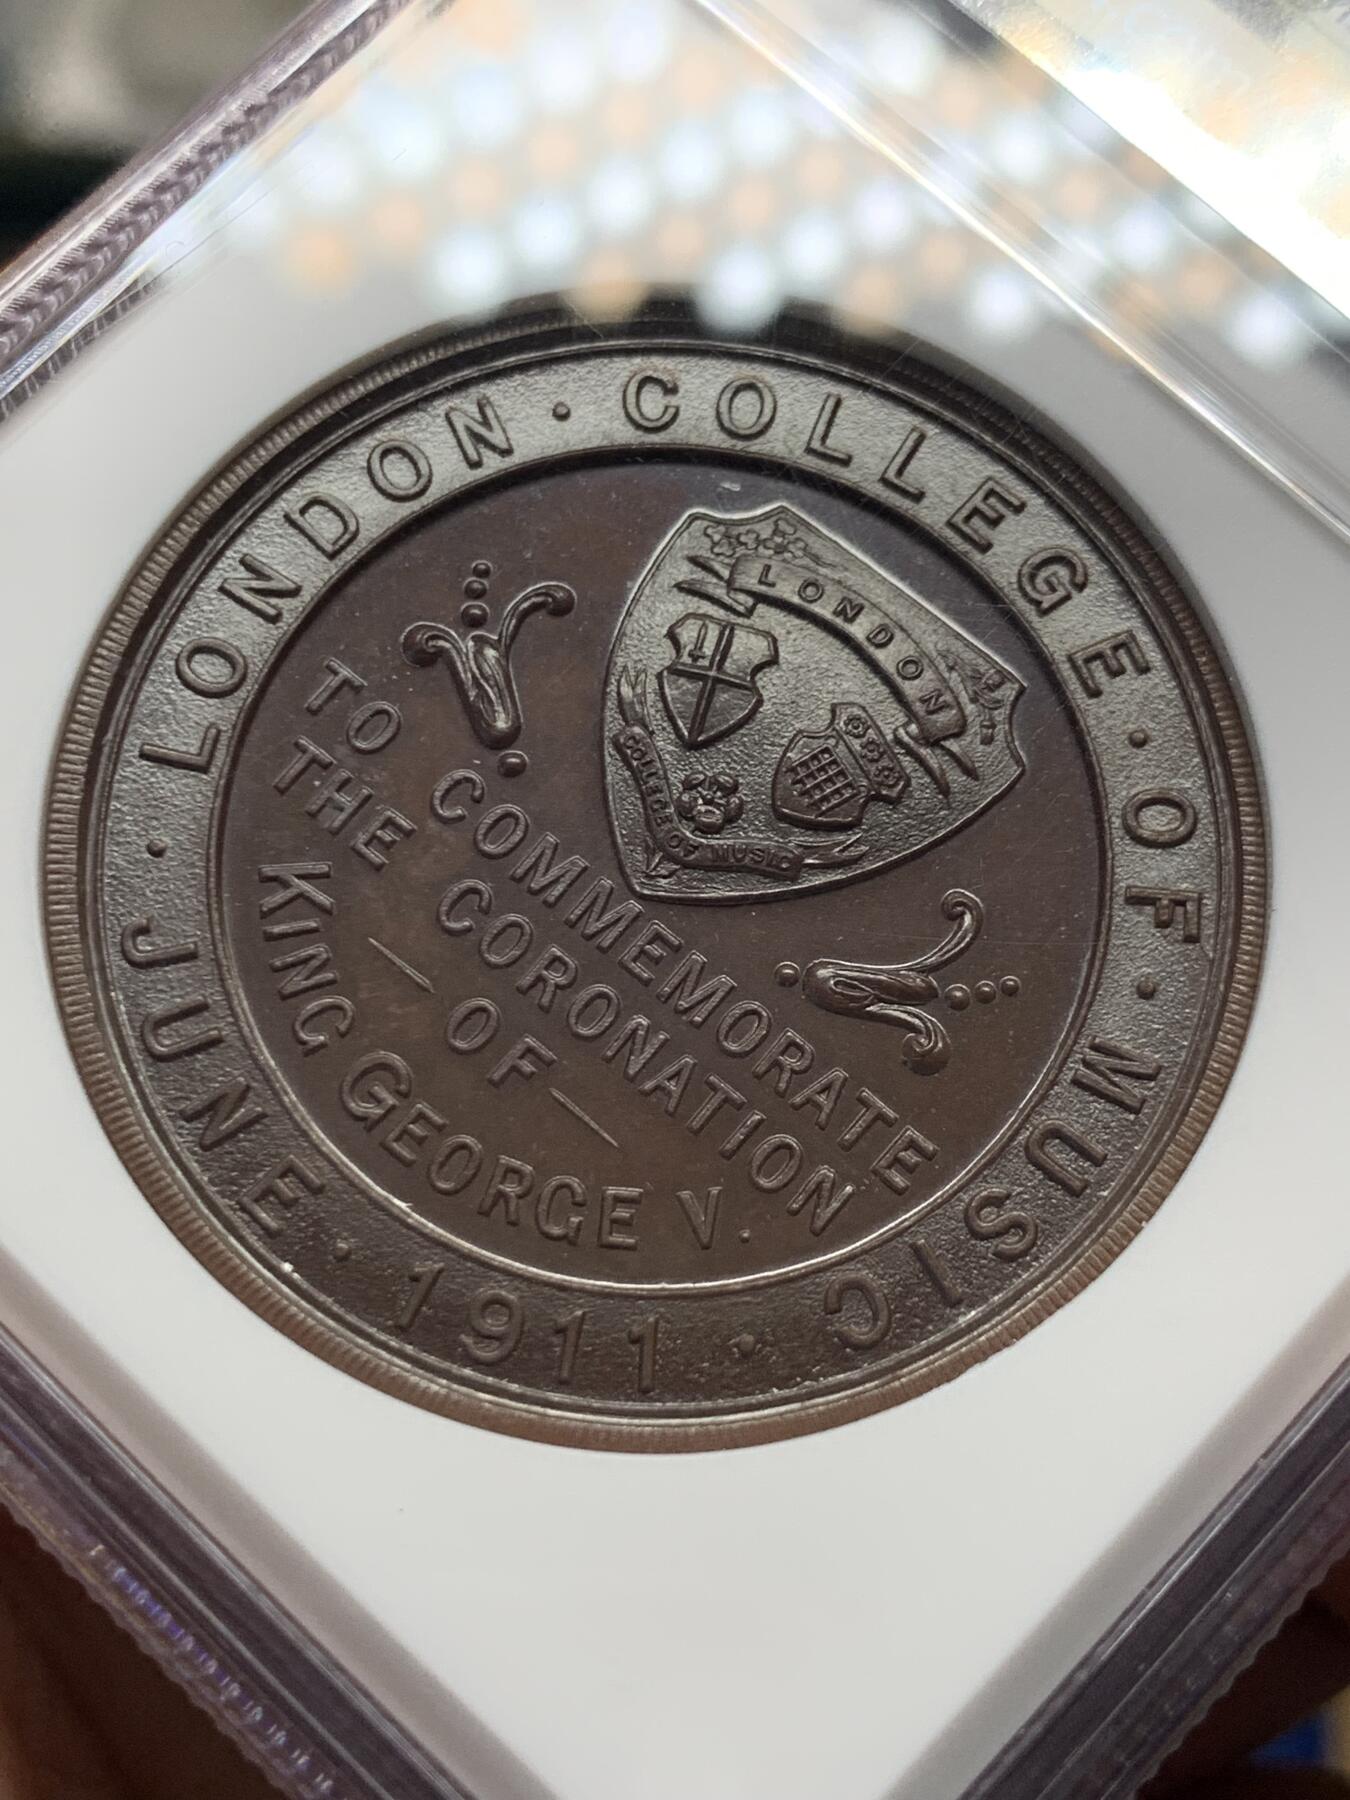 · LONDON · COLLEGE · OF · MUSIC ·
LONDON
COLLEGE OF MUSIC
TO COMMEMORATE
THE CORONATION
— OF —
KING GEORGE V.
JUNE · 1911